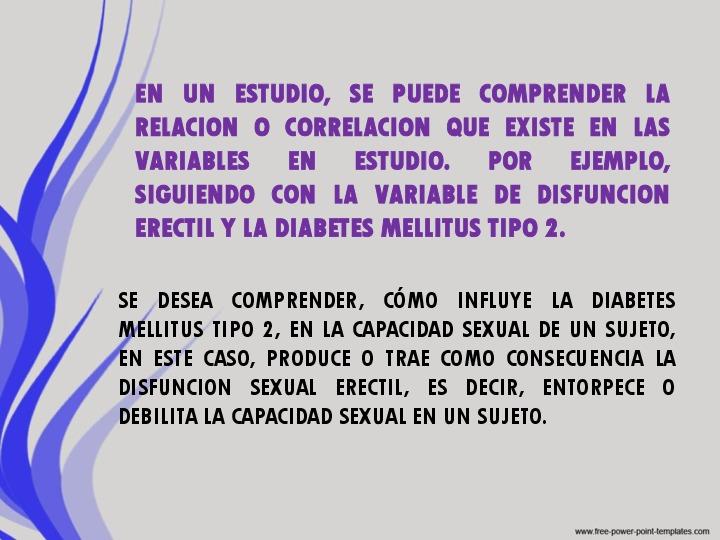 EN UN ESTUDIO, SE PUEDE COMPRENDER LA
RELACION O CORRELACION QUE EXISTE EN LAS
VARIABLES EN ESTUDIO. POR EJEMPLO,
SIGUIENDO CON LA VARIABLE DE DISFUNCION
ERECTIL Y LA DIABETES MELLITUS TIPO 2.
SE DESEA COMPRENDER, CÓMO INFLUYE LA DIABETES
MELLITUS TIPO 2, EN LA CAPACIDAD SEXUAL DE UN SUJETO,
EN ESTE CASO, PRODUCE O TRAE COMO CONSECUENCIA LA
DISFUNCION SEXUAL ERECTIL, ES DECIR, ENTORPECE O
DEBILITA LA CAPACIDAD SEXUAL EN UN SUJETO.
www.free-power-point-templates.com